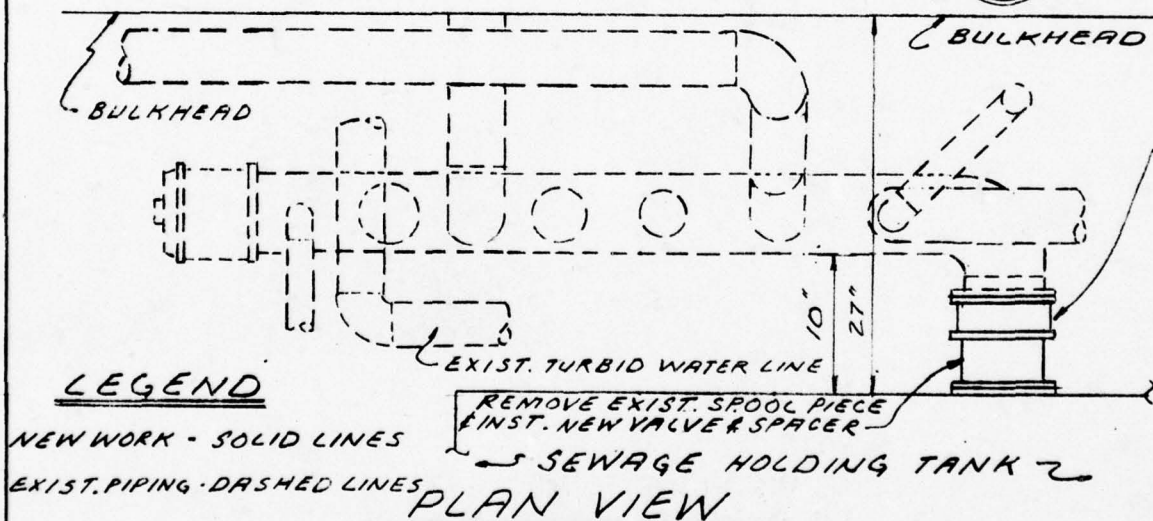 BULKHEAD
BULKHEAD
10"
27"
EXIST. TURBID WATER LINE
LEGEND
REMOVE EXIST. SPOOL PIECE
& INST. NEW VALVE & SPACER
NEW WORK - SOLID LINES
SEWAGE HOLDING TANK
EXIST. PIPING - DASHED LINES
PLAN VIEW